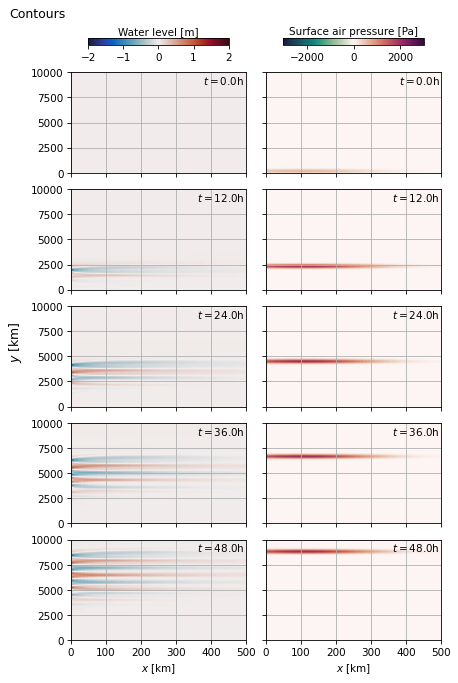 Contours
Water level [m]
Surface air pressure [Pa]
−2 −1 0 1 2
−2000 0 2000
10000
7500
5000
2500
0
t = 0.0h
t = 0.0h
10000
7500
5000
2500
0
t = 12.0h
t = 12.0h
10000
7500
5000
2500
0
t = 24.0h
t = 24.0h
y [km]
10000
7500
5000
2500
0
t = 36.0h
t = 36.0h
10000
7500
5000
2500
0
t = 48.0h
t = 48.0h
0 100 200 300 400 500
0 100 200 300 400 500
x [km]
x [km]